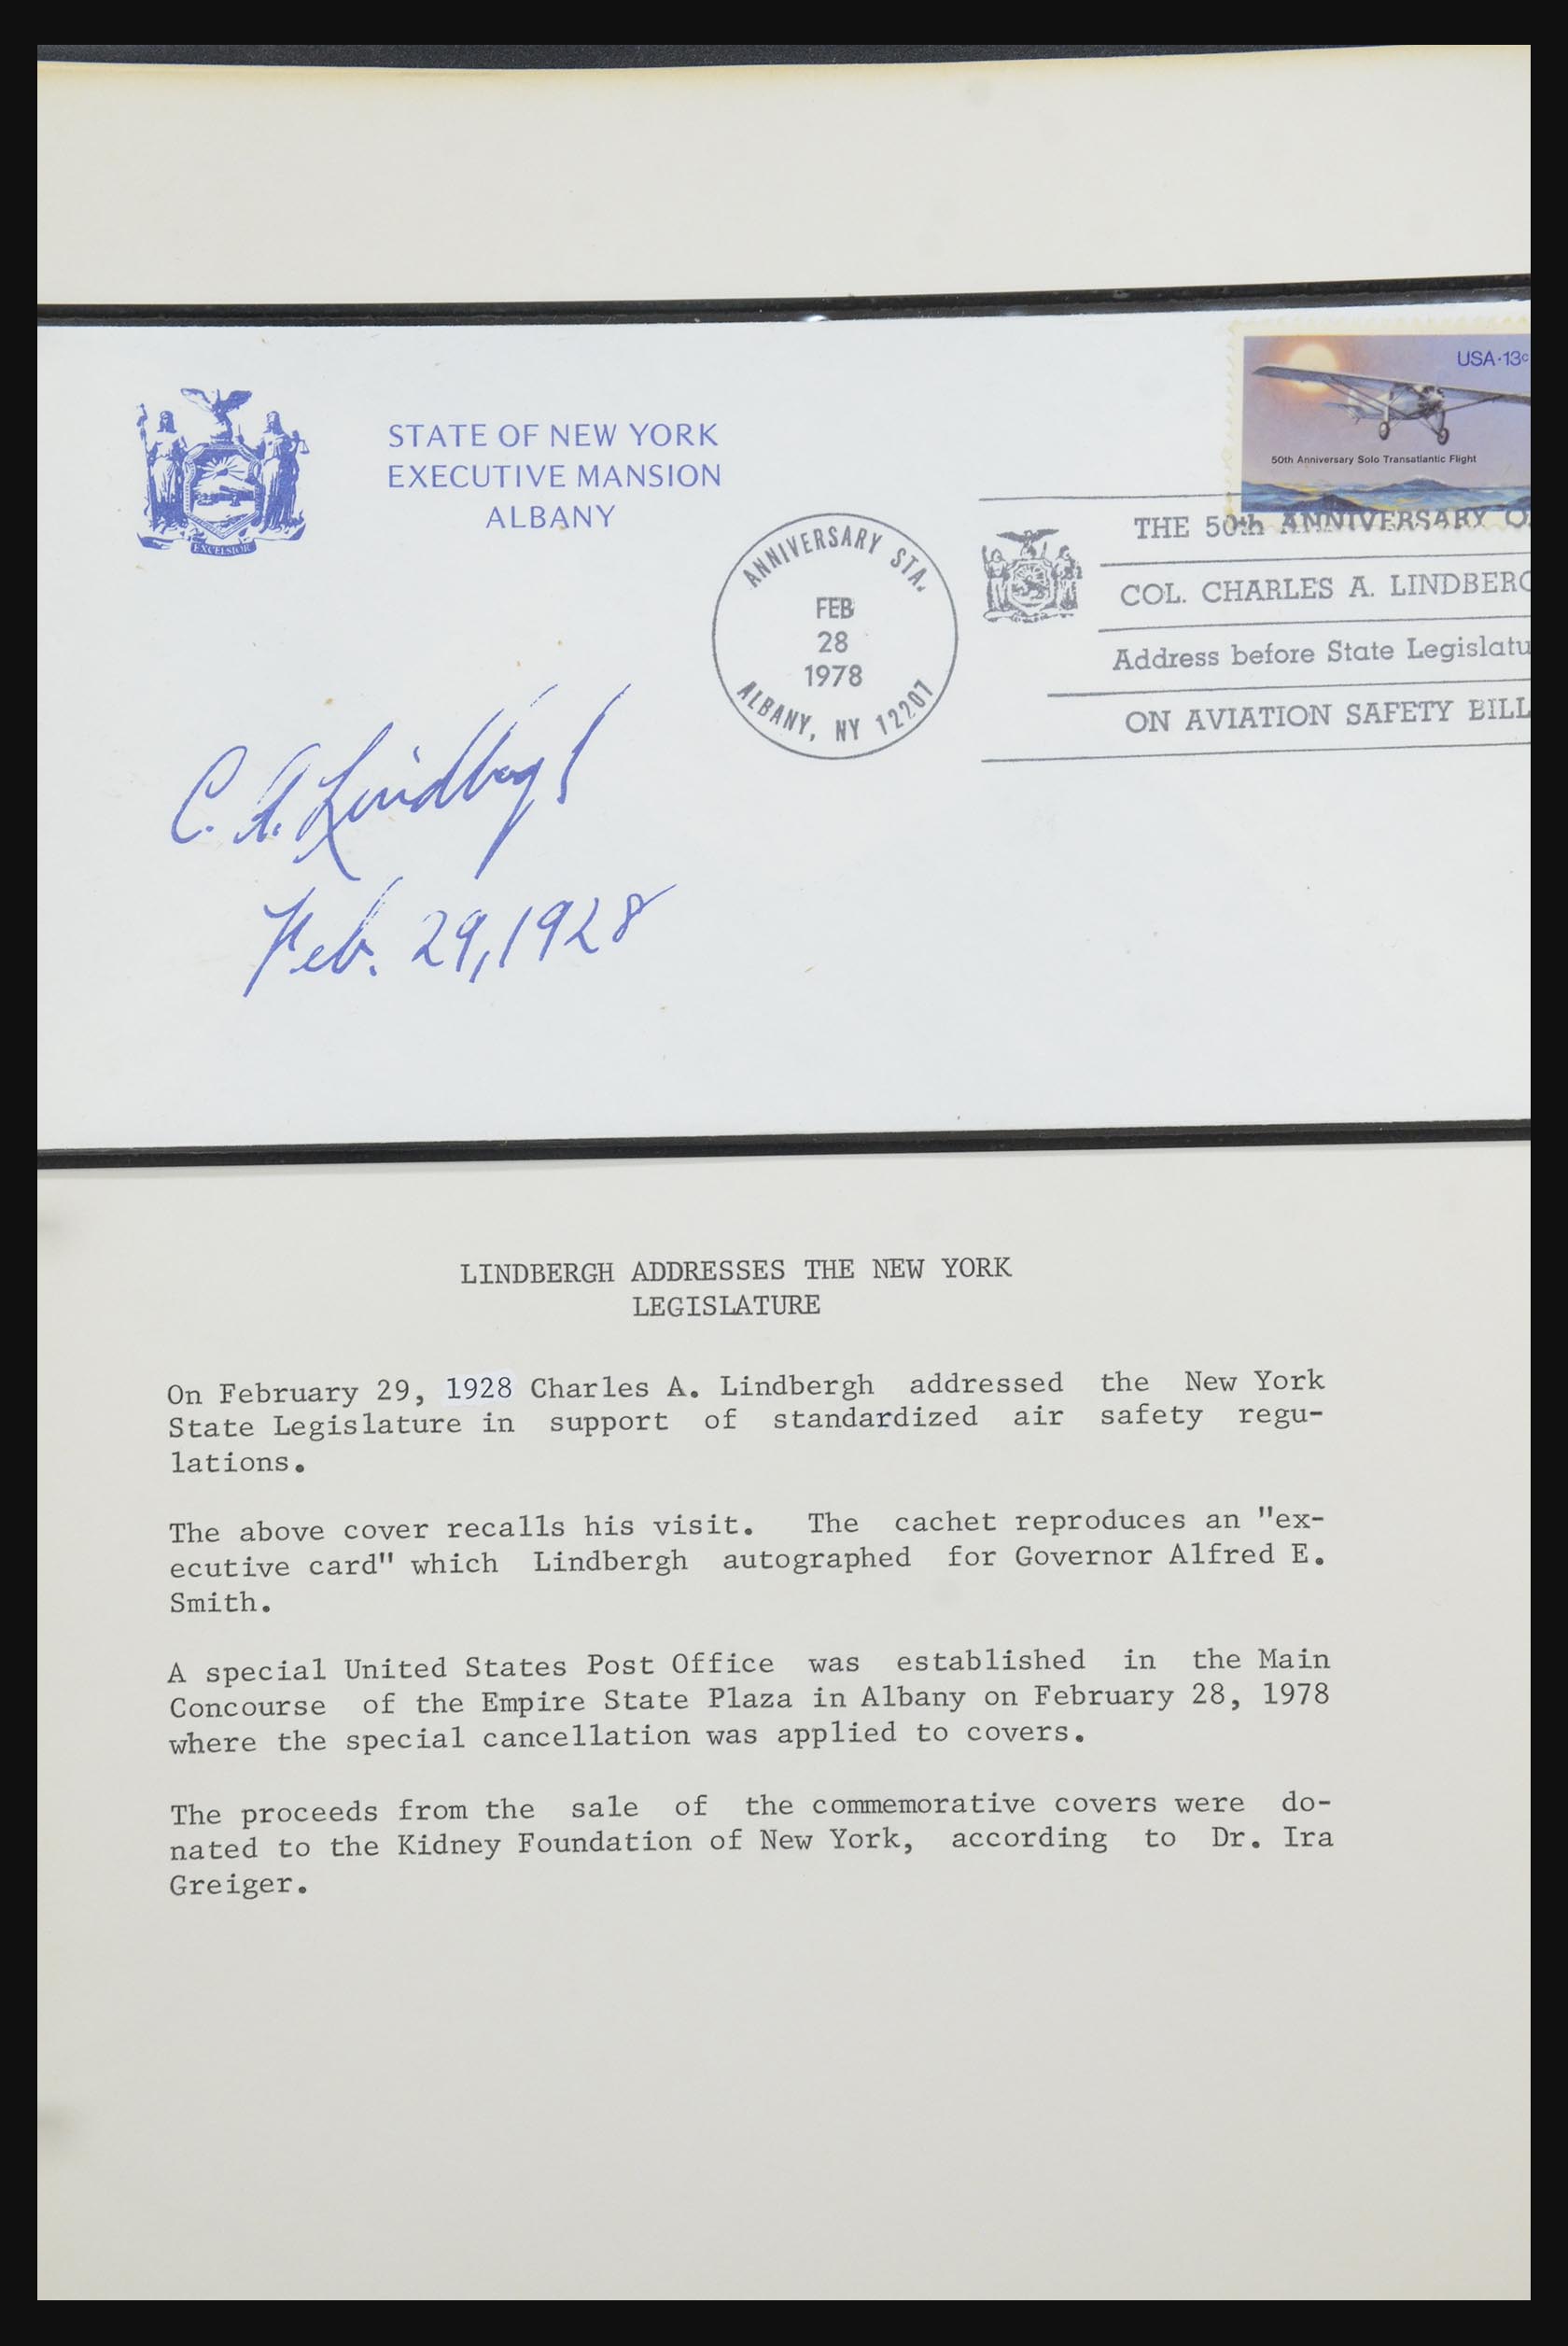 USA·13c
50th Anniversary Solo Transatlantic Flight
EXCELSIOR
STATE OF NEW YORK
EXECUTIVE MANSION
ALBANY
ANNIVERSARY STA.
FEB
28
1978
ALBANY, NY 12207
THE 50th ANNIVERSARY O
COL. CHARLES A. LINDBERG
Address before State Legislatu
ON AVIATION SAFETY BILL
C. A. Lindbergh
Feb. 29, 1928
LINDBERGH ADDRESSES THE NEW YORK
LEGISLATURE
On February 29, 1928 Charles A. Lindbergh addressed the New York
State Legislature in support of standardized air safety regu-
lations.
The above cover recalls his visit. The cachet reproduces an "ex-
ecutive card" which Lindbergh autographed for Governor Alfred E.
Smith.
A special United States Post Office was established in the Main
Concourse of the Empire State Plaza in Albany on February 28, 1978
where the special cancellation was applied to covers.
The proceeds from the sale of the commemorative covers were do-
nated to the Kidney Foundation of New York, according to Dr. Ira
Greiger.